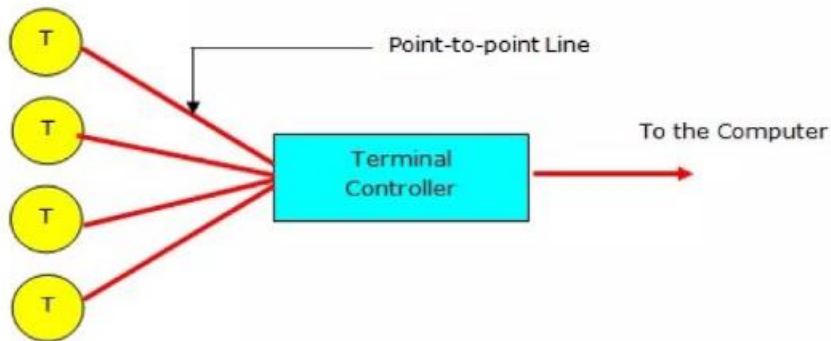 T
Point-to-point Line
T
To the Computer
Terminal
Controller
T
T